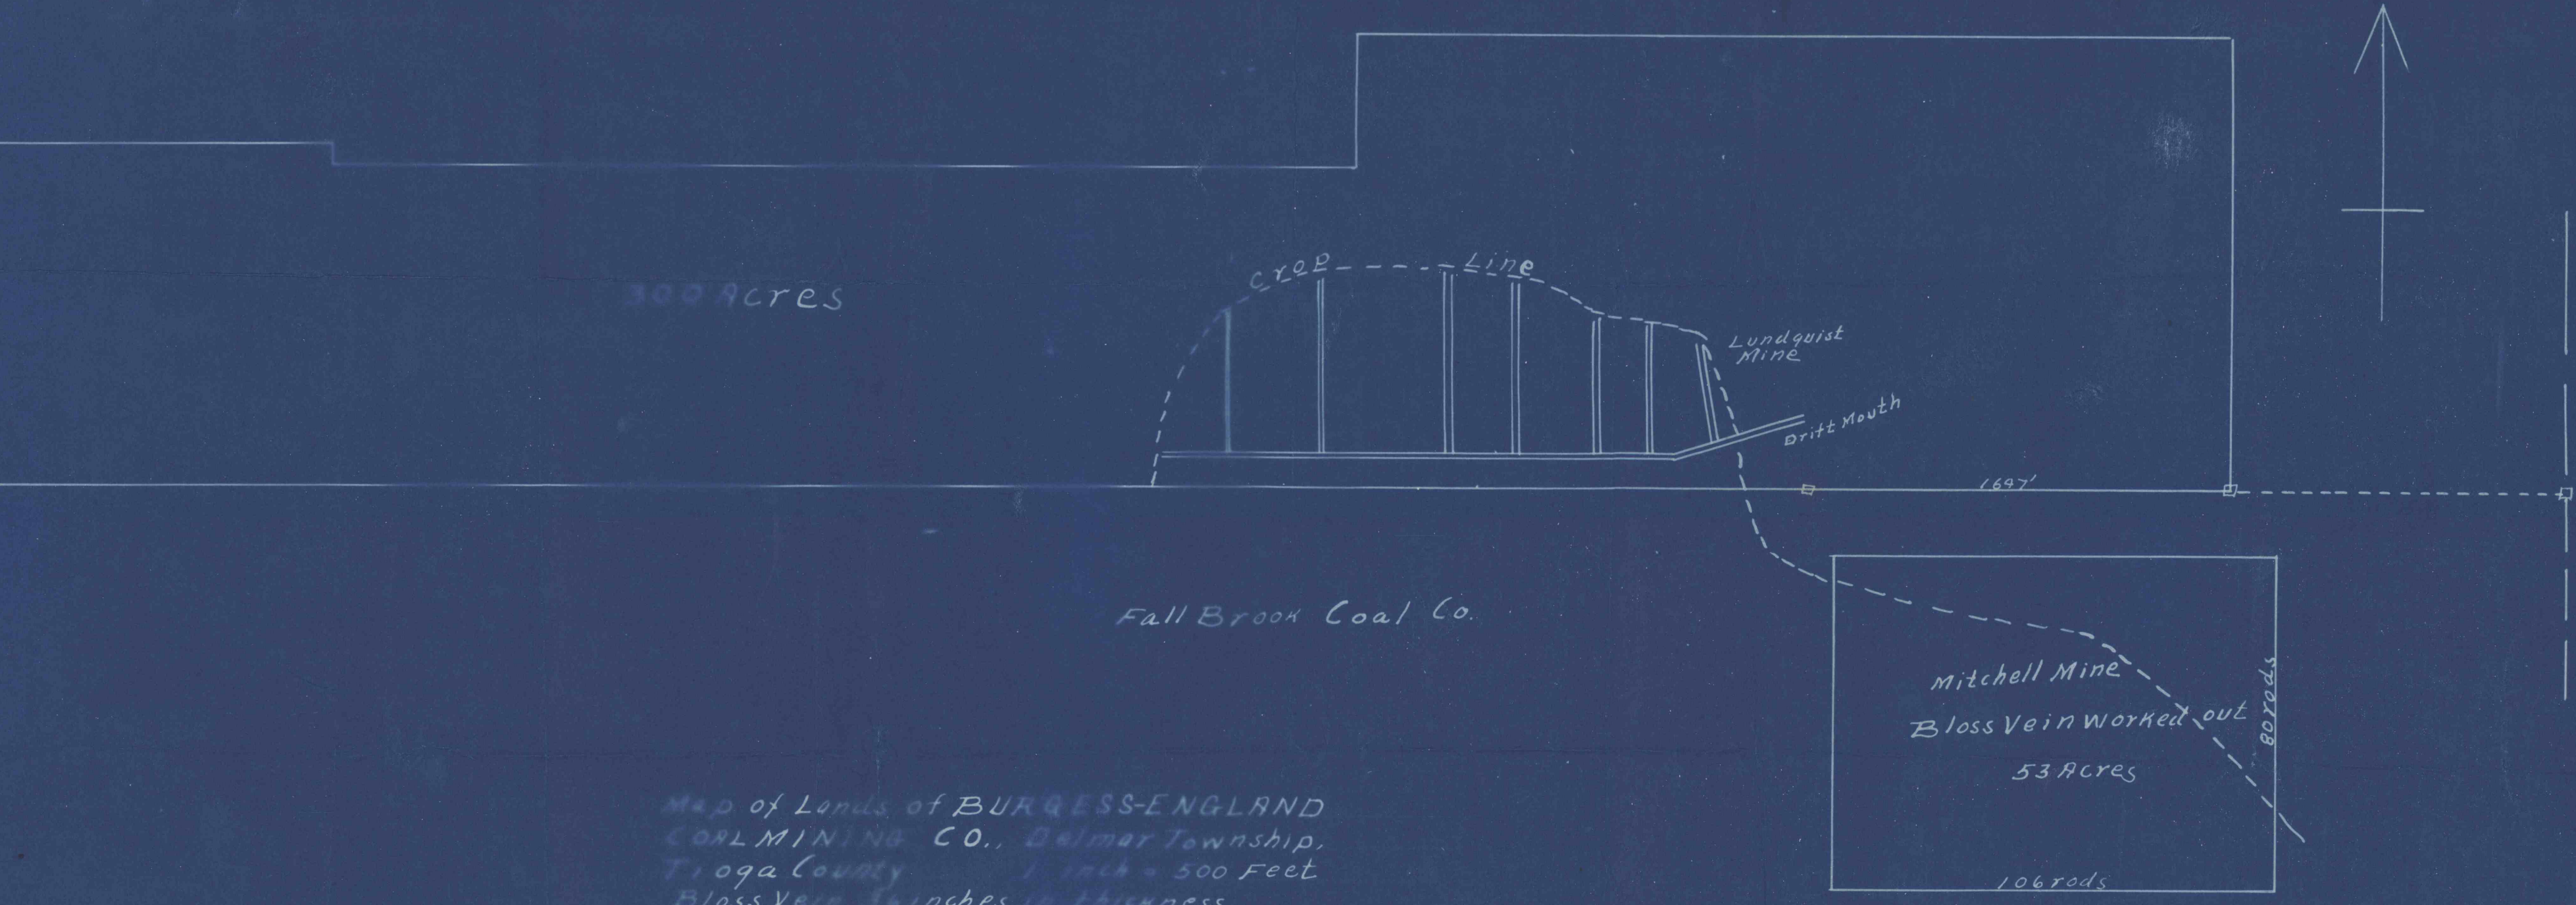 300 Acres
Crop Line
Lundquist
Mine
Drift Mouth
1697'
Fall Brook Coal Co.
Mitchell Mine
Bloss Vein Worked out
53 Acres
80 rods
106 rods
Map of Lands of BURGESS-ENGLAND
COAL MINING CO., Delmar Township,
Tioga County 1 inch = 500 Feet
Bloss Vein inches in thickness